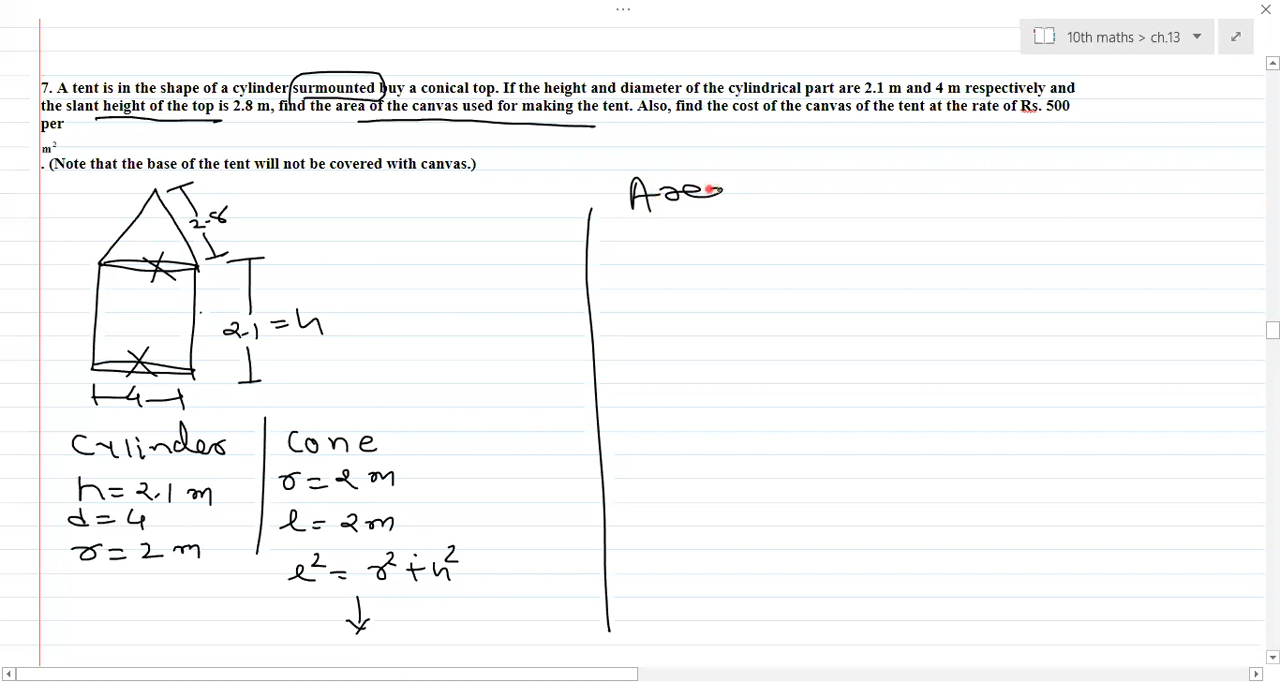 10th maths > ch.13
7. A tent is in the shape of a cylinder surmounted buy a conical top. If the height and diameter of the cylindrical part are 2.1 m and 4 m respectively and
the slant height of the top is 2.8 m, find the area of the canvas used for making the tent. Also, find the cost of the canvas of the tent at the rate of Rs. 500
per
m²
. (Note that the base of the tent will not be covered with canvas.)
Area
2.8
2.1 = h
4
Cylinder
h = 2.1 m
d = 4
r = 2 m
Cone
r = 2 m
l = 2 m
l² = r² + h²